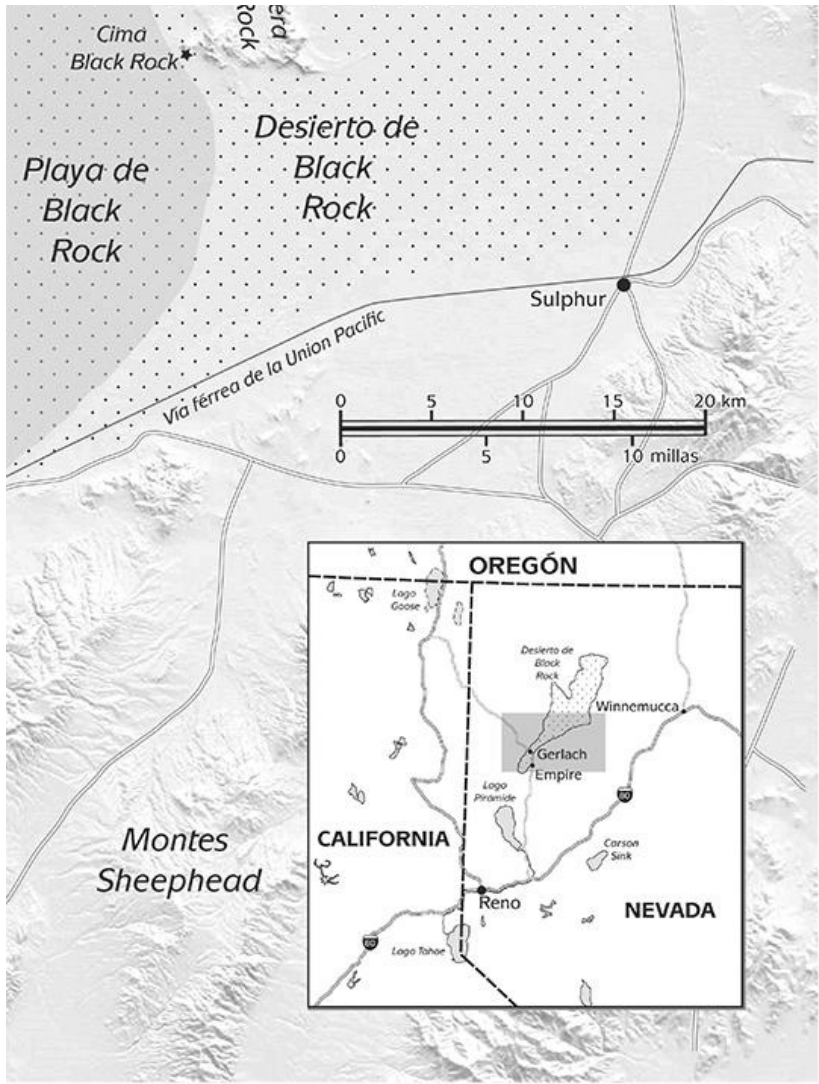 Cima
Black Rock
era
Rock
Desierto de
Black
Rock
Playa de
Black
Rock
Sulphur
Vía férrea de la Union Pacific
0 5 10 15 20 km
0 5 10 millas
Montes
Sheephead
OREGÓN
Lago
Goose
Desierto de
Black
Rock
Winnemucca
Gerlach
Empire
Lago
Pirámide
80
CALIFORNIA
Carson
Sink
Reno
NEVADA
80
Lago Tahoe